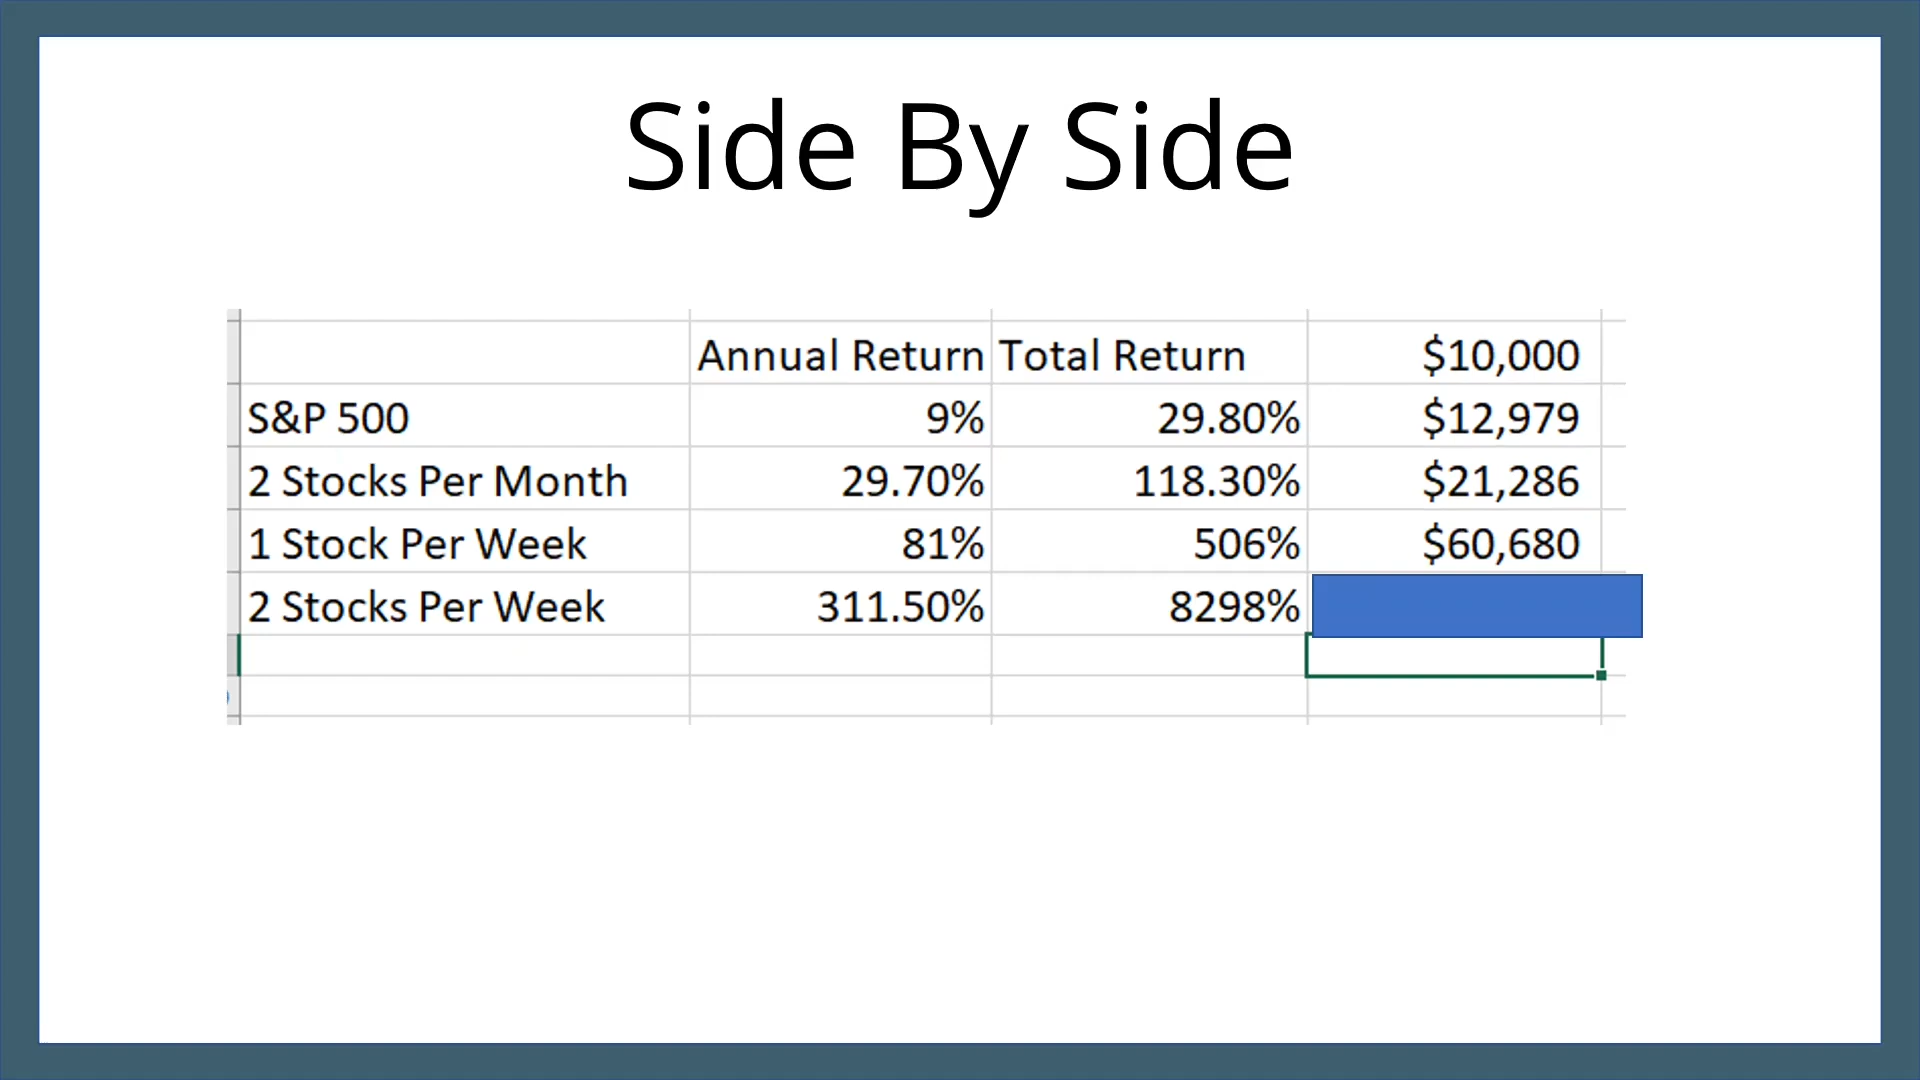 Side By Side
Annual Return Total Return $10,000
S&P 500 9% 29.80% $12,979
2 Stocks Per Month 29.70% 118.30% $21,286
1 Stock Per Week 81% 506% $60,680
2 Stocks Per Week 311.50% 8298%